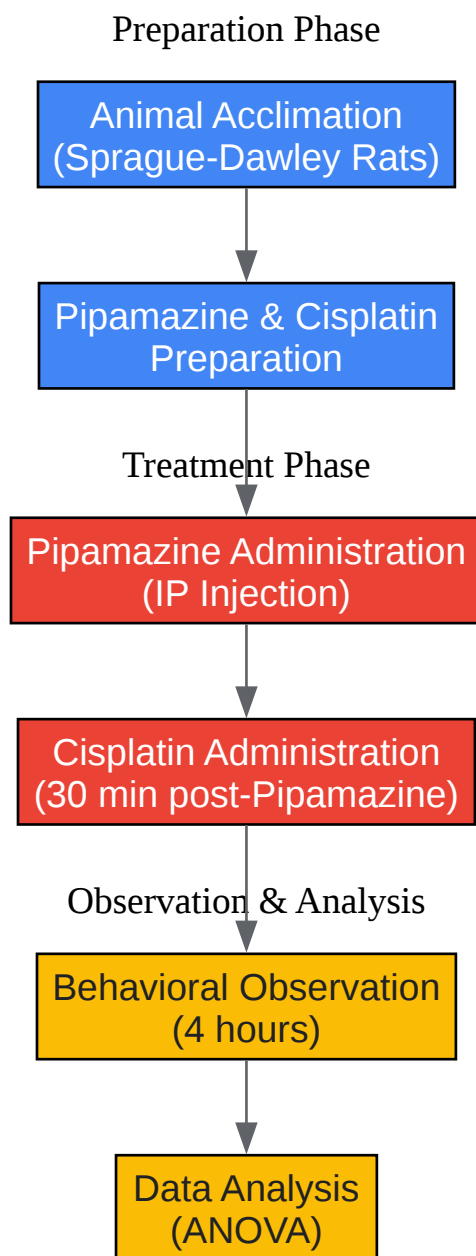 Preparation Phase
Animal Acclimation
(Sprague-Dawley Rats)
Pipamazine & Cisplatin
Preparation
Treatment Phase
Pipamazine Administration
(IP Injection)
Cisplatin Administration
(30 min post-Pipamazine)
Observation & Analysis
Behavioral Observation
(4 hours)
Data Analysis
(ANOVA)